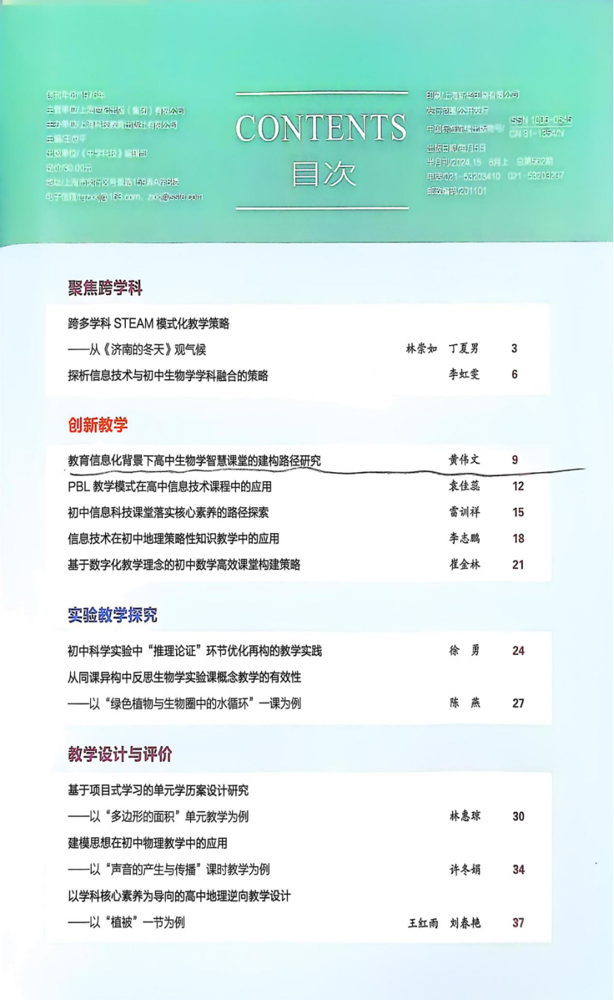 创刊年份/1976年
主管单位/上海世纪出版（集团）有限公司
主办单位/上海科技教育出版社有限公司
出版单位/《中学科技》编辑部
定价/30.00元
CONTENTS
目次
发行范围/公开发行
中国标准连续出版物号/
CN 31-1354/N
出版日期/每月5日
半月刊/2024.15 8月上 总第562期
电话/021-53203410 021-53203297
邮政编码/201101
聚焦跨学科
跨多学科 STEAM 模式化教学策略
——从《济南的冬天》观气候 林崇如 丁夏男 3
探析信息技术与初中生物学学科融合的策略 李虹雯 6
创新教学
教育信息化背景下高中生物学智慧课堂的建构路径研究 黄伟文 9
PBL 教学模式在高中信息技术课程中的应用 袁佳蕊 12
初中信息科技课堂落实核心素养的路径探索 雷训祥 15
信息技术在初中地理策略性知识教学中的应用 李志鹏 18
基于数字化教学理念的初中数学高效课堂构建策略 崔金林 21
实验教学探究
初中科学实验中“推理论证”环节优化再构的教学实践 徐 勇 24
从同课异构中反思生物学实验课概念教学的有效性
——以“绿色植物与生物圈中的水循环”一课为例 陈 燕 27
教学设计与评价
基于项目式学习的单元学历案设计研究
——以“多边形的面积”单元教学为例 林惠琼 30
建模思想在初中物理教学中的应用
——以“声音的产生与传播”课时教学为例 许冬娟 34
以学科核心素养为导向的高中地理逆向教学设计
——以“植被”一节为例 王红雨 刘春艳 37